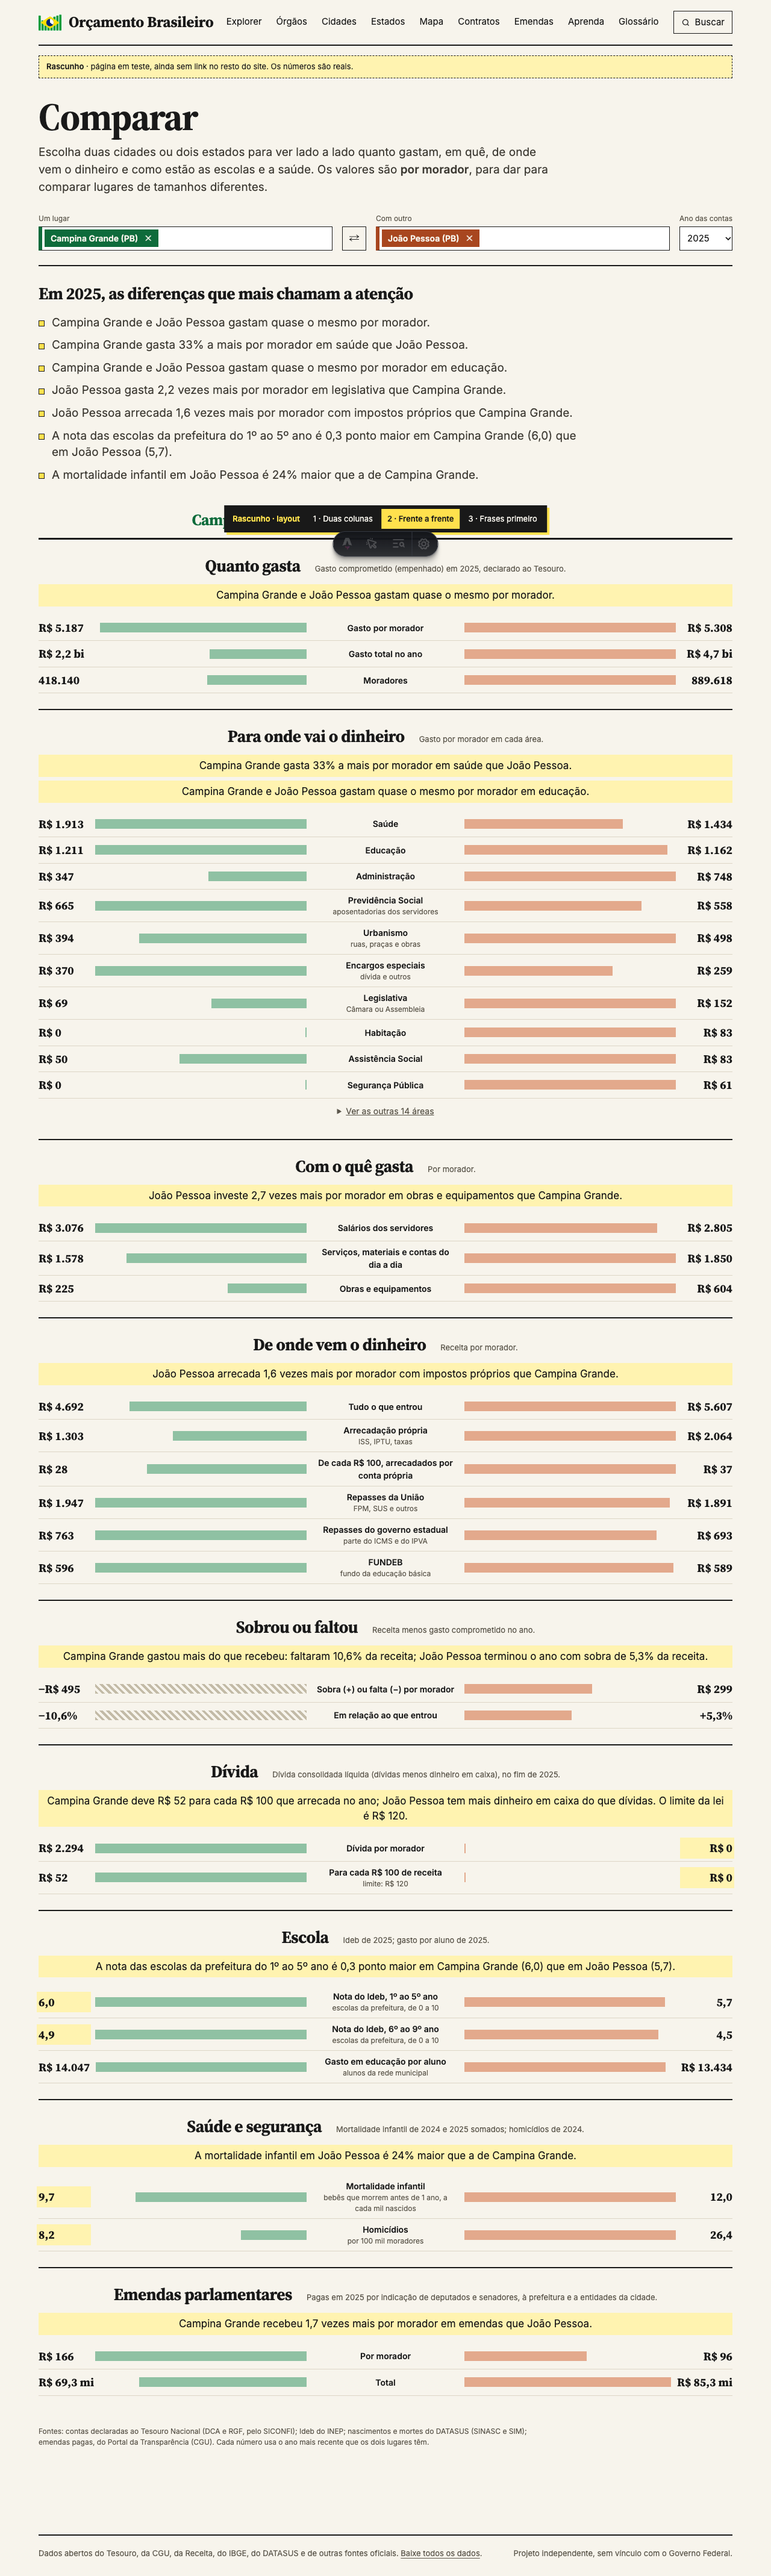 Orçamento Brasileiro Explorer Órgãos Cidades Estados Mapa Contratos Emendas Aprenda Glossário Buscar
Rascunho · página em teste, ainda sem link no resto do site. Os números são reais.
Comparar
Escolha duas cidades ou dois estados para ver lado a lado quanto gastam, em quê, de onde
vem o dinheiro e como estão as escolas e a saúde. Os valores são por morador, para dar para
comparar lugares de tamanhos diferentes.
Um lugar Com outro Ano das contas
Campina Grande (PB) ✕ ⇄ João Pessoa (PB) ✕ 2025
Em 2025, as diferenças que mais chamam a atenção
Campina Grande e João Pessoa gastam quase o mesmo por morador.
Campina Grande gasta 33% a mais por morador em saúde que João Pessoa.
Campina Grande e João Pessoa gastam quase o mesmo por morador em educação.
João Pessoa gasta 2,2 vezes mais por morador em legislativa que Campina Grande.
João Pessoa arrecada 1,6 vezes mais por morador com impostos próprios que Campina Grande.
A nota das escolas da prefeitura do 1º ao 5º ano é 0,3 ponto maior em Campina Grande (6,0) que
em João Pessoa (5,7).
A mortalidade infantil em João Pessoa é 24% maior que a de Campina Grande.
Cam Rascunho · layout 1 · Duas colunas 2 · Frente a frente 3 · Frases primeiro
Quanto gasta Gasto comprometido (empenhado) em 2025, declarado ao Tesouro.
Campina Grande e João Pessoa gastam quase o mesmo por morador.
R$ 5.187 Gasto por morador R$ 5.308
R$ 2,2 bi Gasto total no ano R$ 4,7 bi
418.140 Moradores 889.618
Para onde vai o dinheiro Gasto por morador em cada área.
Campina Grande gasta 33% a mais por morador em saúde que João Pessoa.
Campina Grande e João Pessoa gastam quase o mesmo por morador em educação.
R$ 1.913 Saúde R$ 1.434
R$ 1.211 Educação R$ 1.162
R$ 347 Administração R$ 748
R$ 665 Previdência Social R$ 558
aposentadorias dos servidores
R$ 394 Urbanismo R$ 498
ruas, praças e obras
R$ 370 Encargos especiais R$ 259
dívida e outros
R$ 69 Legislativa R$ 152
Câmara ou Assembleia
R$ 0 Habitação R$ 83
R$ 50 Assistência Social R$ 83
R$ 0 Segurança Pública R$ 61
▶ Ver as outras 14 áreas
Com o quê gasta Por morador.
João Pessoa investe 2,7 vezes mais por morador em obras e equipamentos que Campina Grande.
R$ 3.076 Salários dos servidores R$ 2.805
R$ 1.578 Serviços, materiais e contas do R$ 1.850
dia a dia
R$ 225 Obras e equipamentos R$ 604
De onde vem o dinheiro Receita por morador.
João Pessoa arrecada 1,6 vezes mais por morador com impostos próprios que Campina Grande.
R$ 4.692 Tudo o que entrou R$ 5.607
R$ 1.303 Arrecadação própria R$ 2.064
ISS, IPTU, taxas
R$ 28 De cada R$ 100, arrecadados por R$ 37
conta própria
R$ 1.947 Repasses da União R$ 1.891
FPM, SUS e outros
R$ 763 Repasses do governo estadual R$ 693
parte do ICMS e do IPVA
R$ 596 FUNDEB R$ 589
fundo da educação básica
Sobrou ou faltou Receita menos gasto comprometido no ano.
Campina Grande gastou mais do que recebeu: faltaram 10,6% da receita; João Pessoa terminou o ano com sobra de 5,3% da receita.
−R$ 495 Sobra (+) ou falta (−) por morador R$ 299
−10,6% Em relação ao que entrou +5,3%
Dívida Dívida consolidada líquida (dívidas menos dinheiro em caixa), no fim de 2025.
Campina Grande deve R$ 52 para cada R$ 100 que arrecada no ano; João Pessoa tem mais dinheiro em caixa do que dívidas. O limite da lei
é R$ 120.
R$ 2.294 Dívida por morador R$ 0
R$ 52 Para cada R$ 100 de receita R$ 0
limite: R$ 120
Escola Ideb de 2025; gasto por aluno de 2025.
A nota das escolas da prefeitura do 1º ao 5º ano é 0,3 ponto maior em Campina Grande (6,0) que em João Pessoa (5,7).
6,0 Nota do Ideb, 1º ao 5º ano 5,7
escolas da prefeitura, de 0 a 10
4,9 Nota do Ideb, 6º ao 9º ano 4,5
escolas da prefeitura, de 0 a 10
R$ 14.047 Gasto em educação por aluno R$ 13.434
alunos da rede municipal
Saúde e segurança Mortalidade infantil de 2024 e 2025 somados; homicídios de 2024.
A mortalidade infantil em João Pessoa é 24% maior que a de Campina Grande.
9,7 Mortalidade infantil 12,0
bebês que morrem antes de 1 ano, a
cada mil nascidos
8,2 Homicídios 26,4
por 100 mil moradores
Emendas parlamentares Pagas em 2025 por indicação de deputados e senadores, à prefeitura e a entidades da cidade.
Campina Grande recebeu 1,7 vezes mais por morador em emendas que João Pessoa.
R$ 166 Por morador R$ 96
R$ 69,3 mi Total R$ 85,3 mi
Fontes: contas declaradas ao Tesouro Nacional (DCA e RGF, pelo SICONFI); Ideb do INEP; nascimentos e mortes do DATASUS (SINASC e SIM);
emendas pagas, do Portal da Transparência (CGU). Cada número usa o ano mais recente que os dois lugares têm.
Dados abertos do Tesouro, da CGU, da Receita, do IBGE, do DATASUS e de outras fontes oficiais. Baixe todos os dados. Projeto independente, sem vínculo com o Governo Federal.